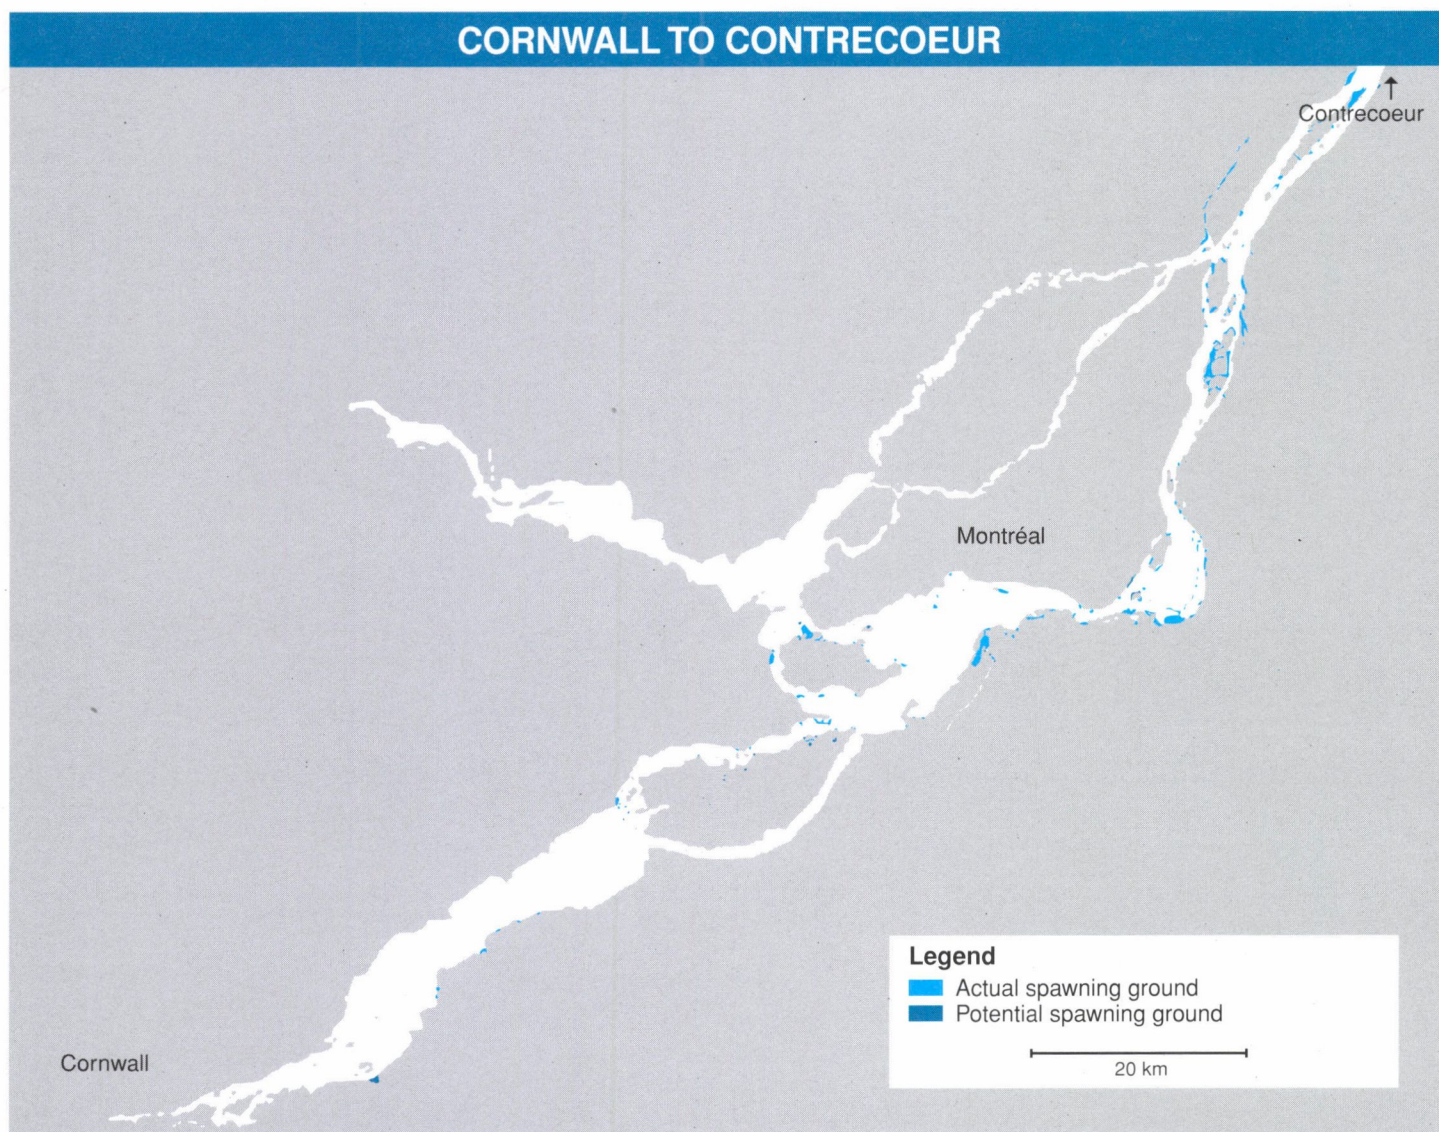 CORNWALL TO CONTRECOEUR
↑
Contrecoeur
Montréal
Legend
Actual spawning ground
Potential spawning ground
20 km
Cornwall